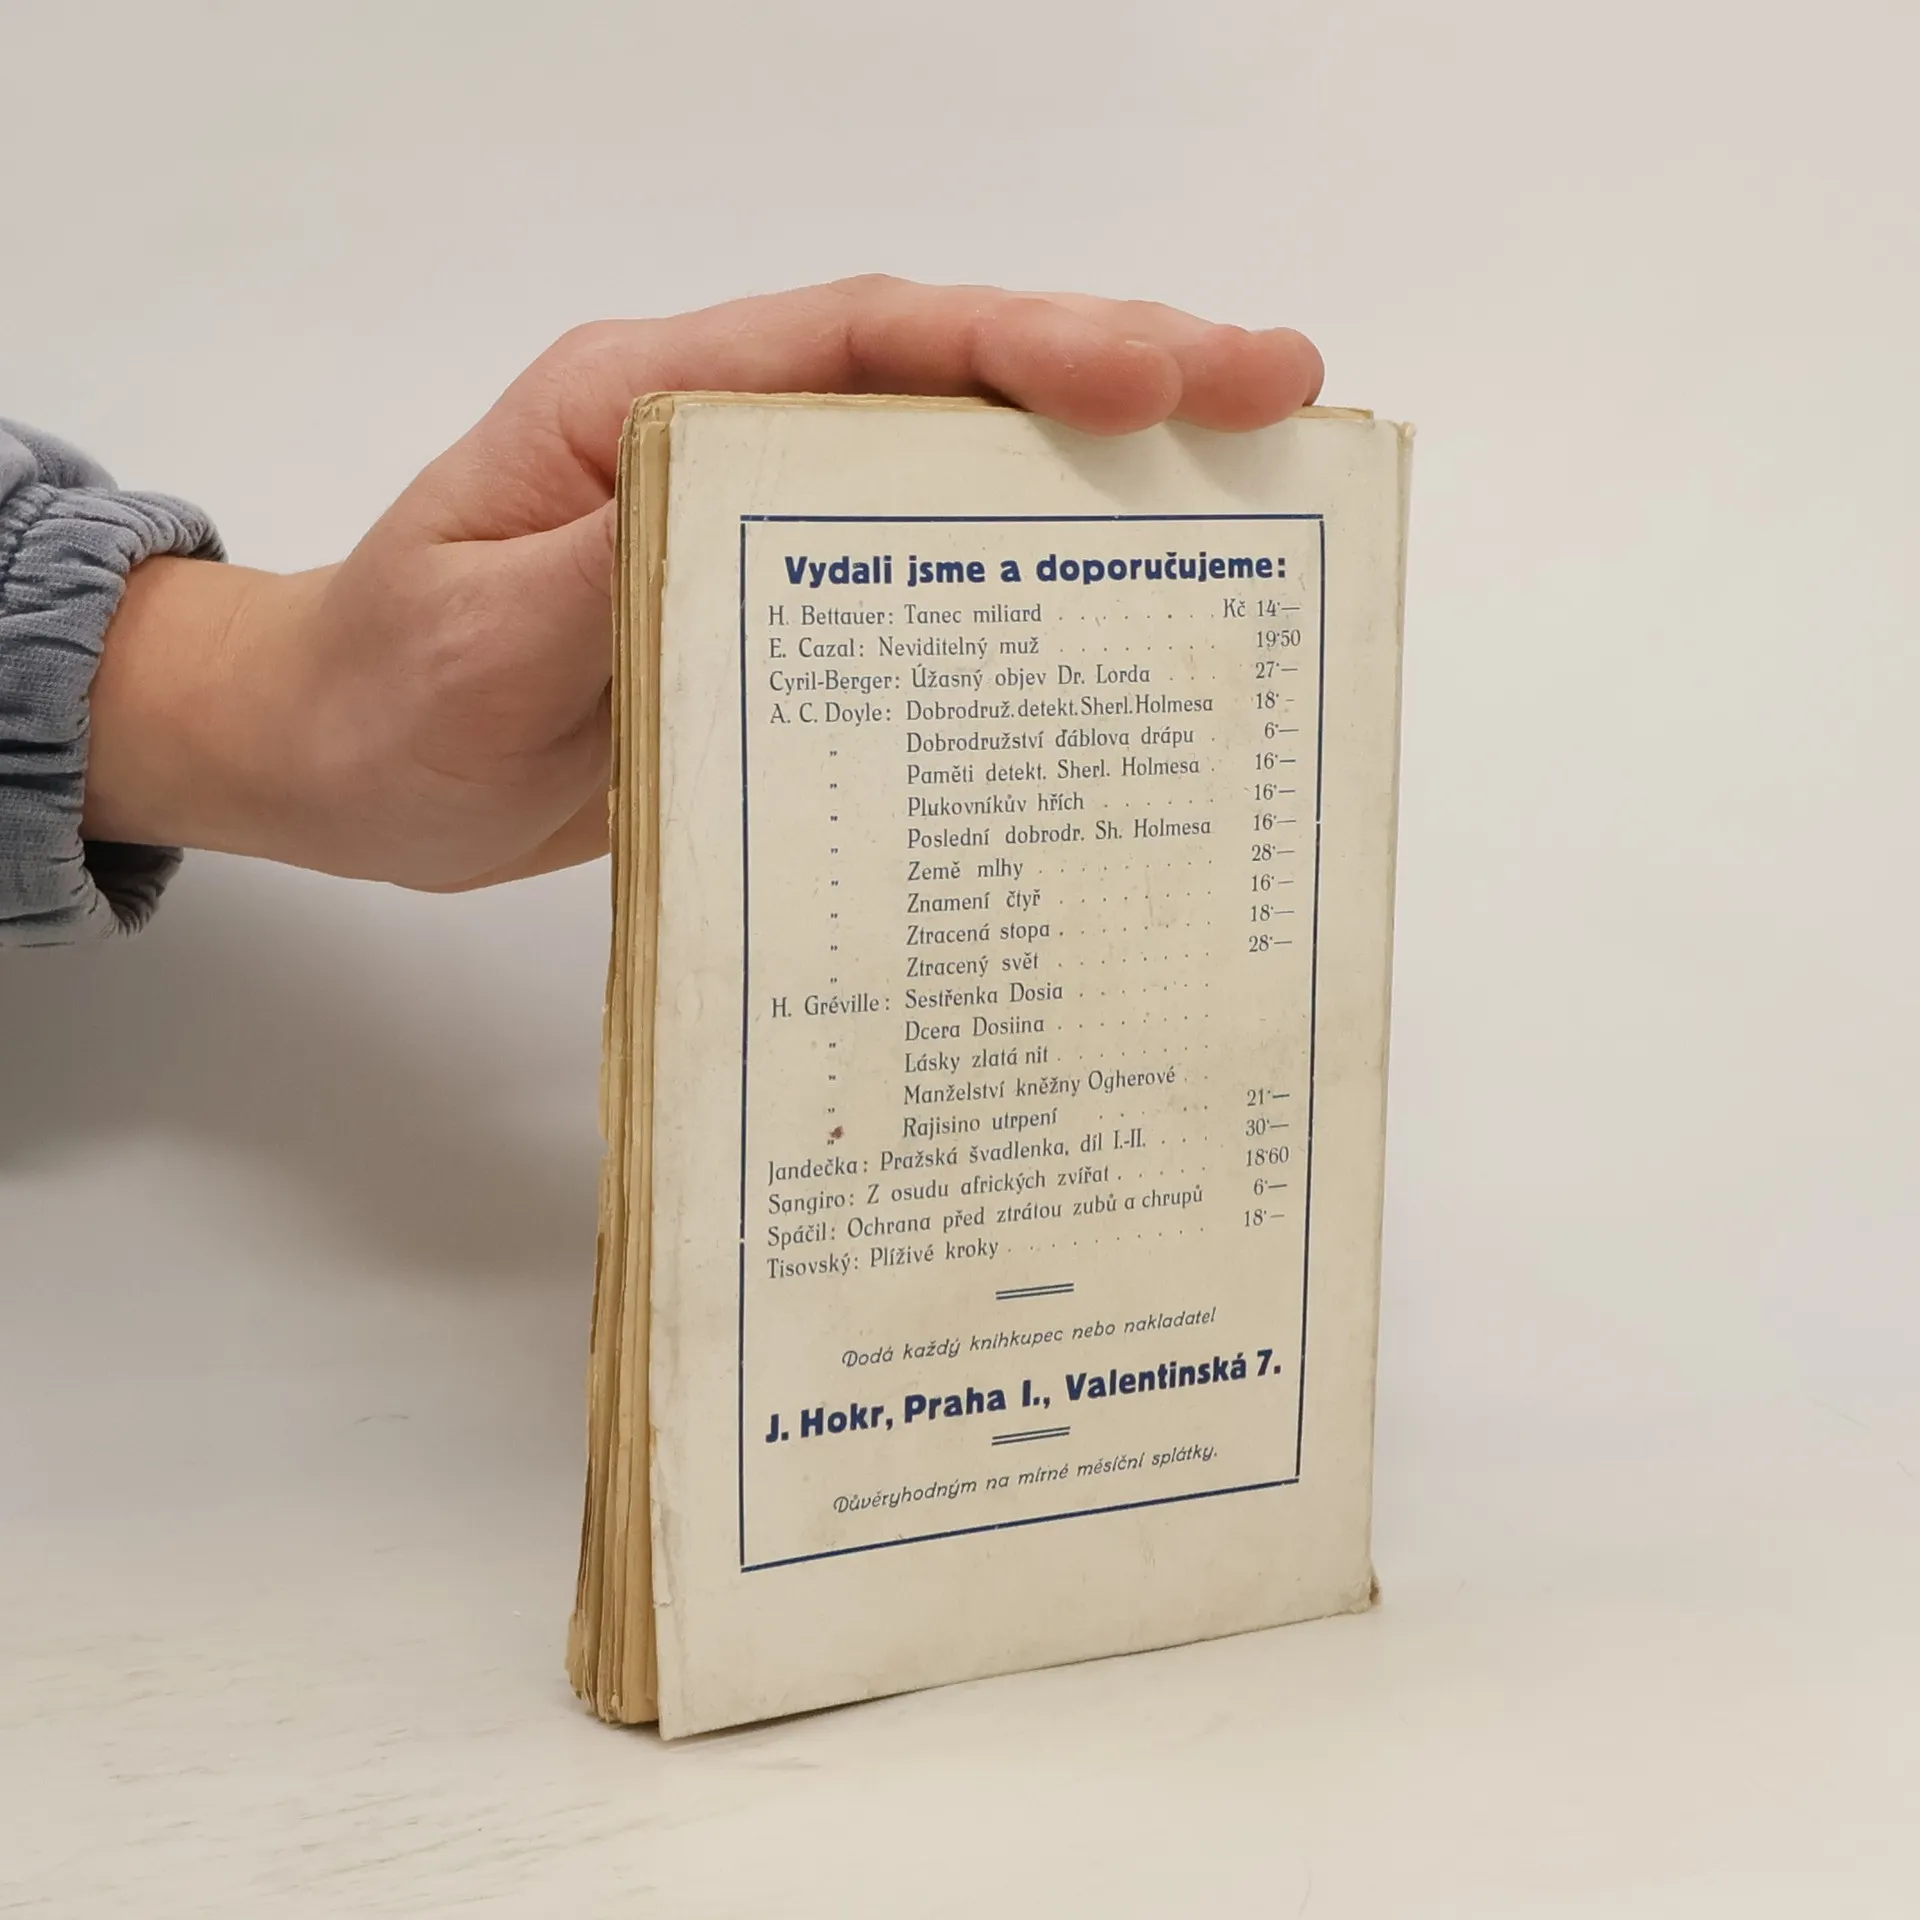 Vydali jsme a doporučujeme:
H. Bettauer: Tanec miliard . . . . . . . . Kč 14·—
E. Cazal: Neviditelný muž . . . . . . . . 19·50
Cyril-Berger: Úžasný objev Dr. Lorda . . . 27·—
A. C. Doyle: Dobrodruž. detekt. Sherl. Holmesa 18·-
„ Dobrodružství ďáblova drápu . 6·—
„ Paměti detekt. Sherl. Holmesa . 16·—
„ Plukovníkův hřích . . . . . . 16·—
„ Poslední dobrodr. Sh. Holmesa 16·—
„ Země mlhy . . . . . . . . 28·—
„ Znamení čtyř . . . . . . . 16·—
„ Ztracená stopa . . . . . . . 18·—
„ Ztracený svět . . . . . . . 28·—
H. Gréville: Sestřenka Dosia . . . . . .
„ Dcera Dosiina . . . . . . .
„ Lásky zlatá nit . . . . . . .
„ Manželství kněžny Ogherové . .
„ Rajisino utrpení . . . . 21·—
Jandečka: Pražská švadlenka, díl I.-II. . . . 30·—
Sangiro: Z osudu afrických zvířat . . . . . 18·60
Spáčil: Ochrana před ztrátou zubů a chrupů 6·—
Tisovský: Plíživé kroky . . . . . . . . . 18·—
Dodá každý knihkupec nebo nakladatel
J. Hokr, Praha I., Valentinská 7.
Důvěryhodným na mírné měsíční splátky.